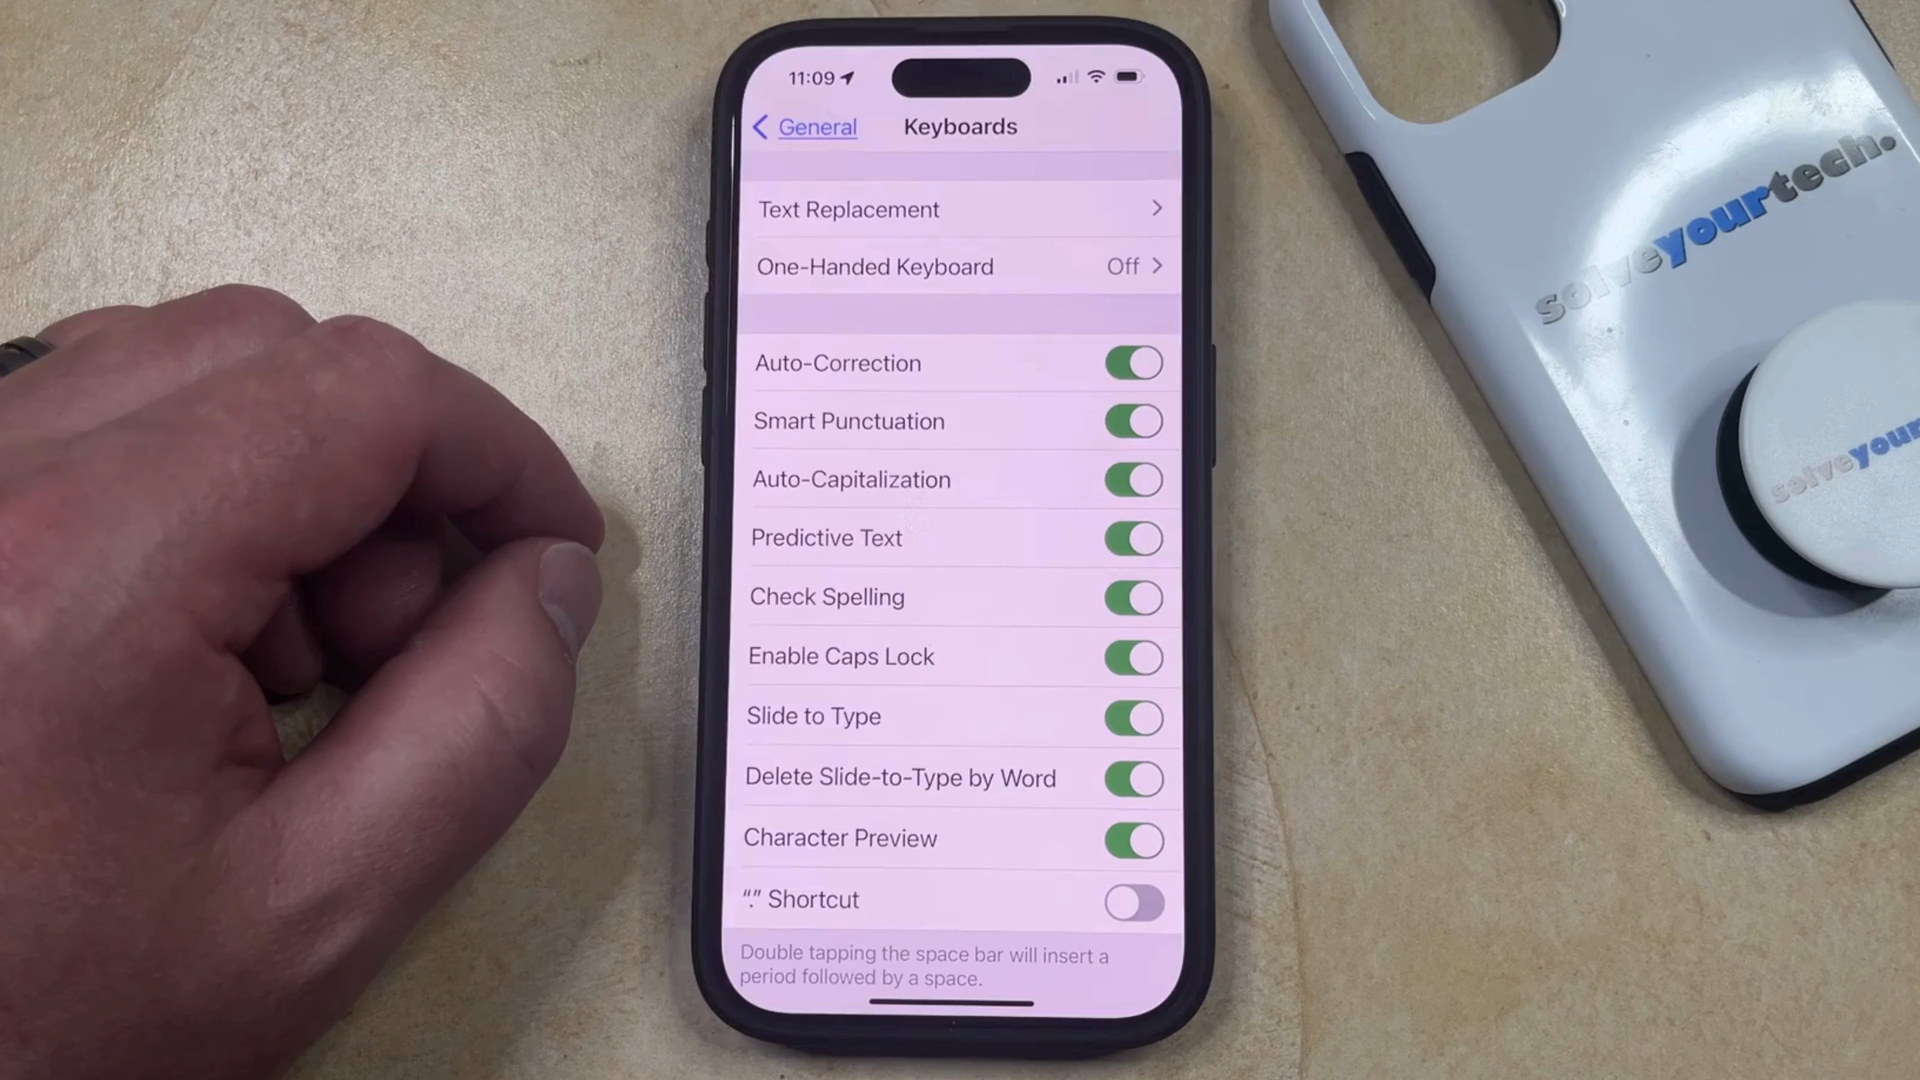 11:09
General
Keyboards
Text Replacement
One-Handed Keyboard
Off
Auto-Correction
Smart Punctuation
Auto-Capitalization
Predictive Text
Check Spelling
Enable Caps Lock
Slide to Type
Delete Slide-to-Type by Word
Character Preview
“.” Shortcut
Double tapping the space bar will insert a
period followed by a space.
solveyourtech.
solveyour